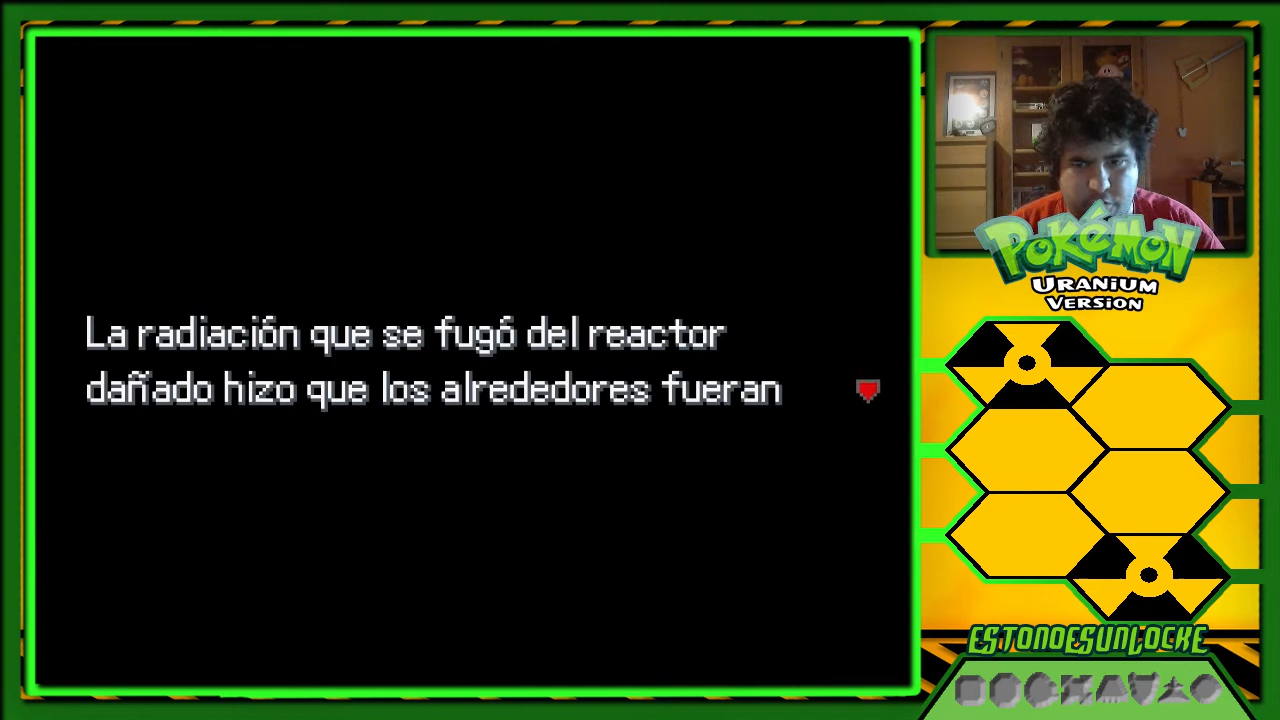 La radiación que se fugó del reactor
dañado hizo que los alrededores fueran
POKéMON
URANIUM
VERSION
ESTONOESUNLOCKE